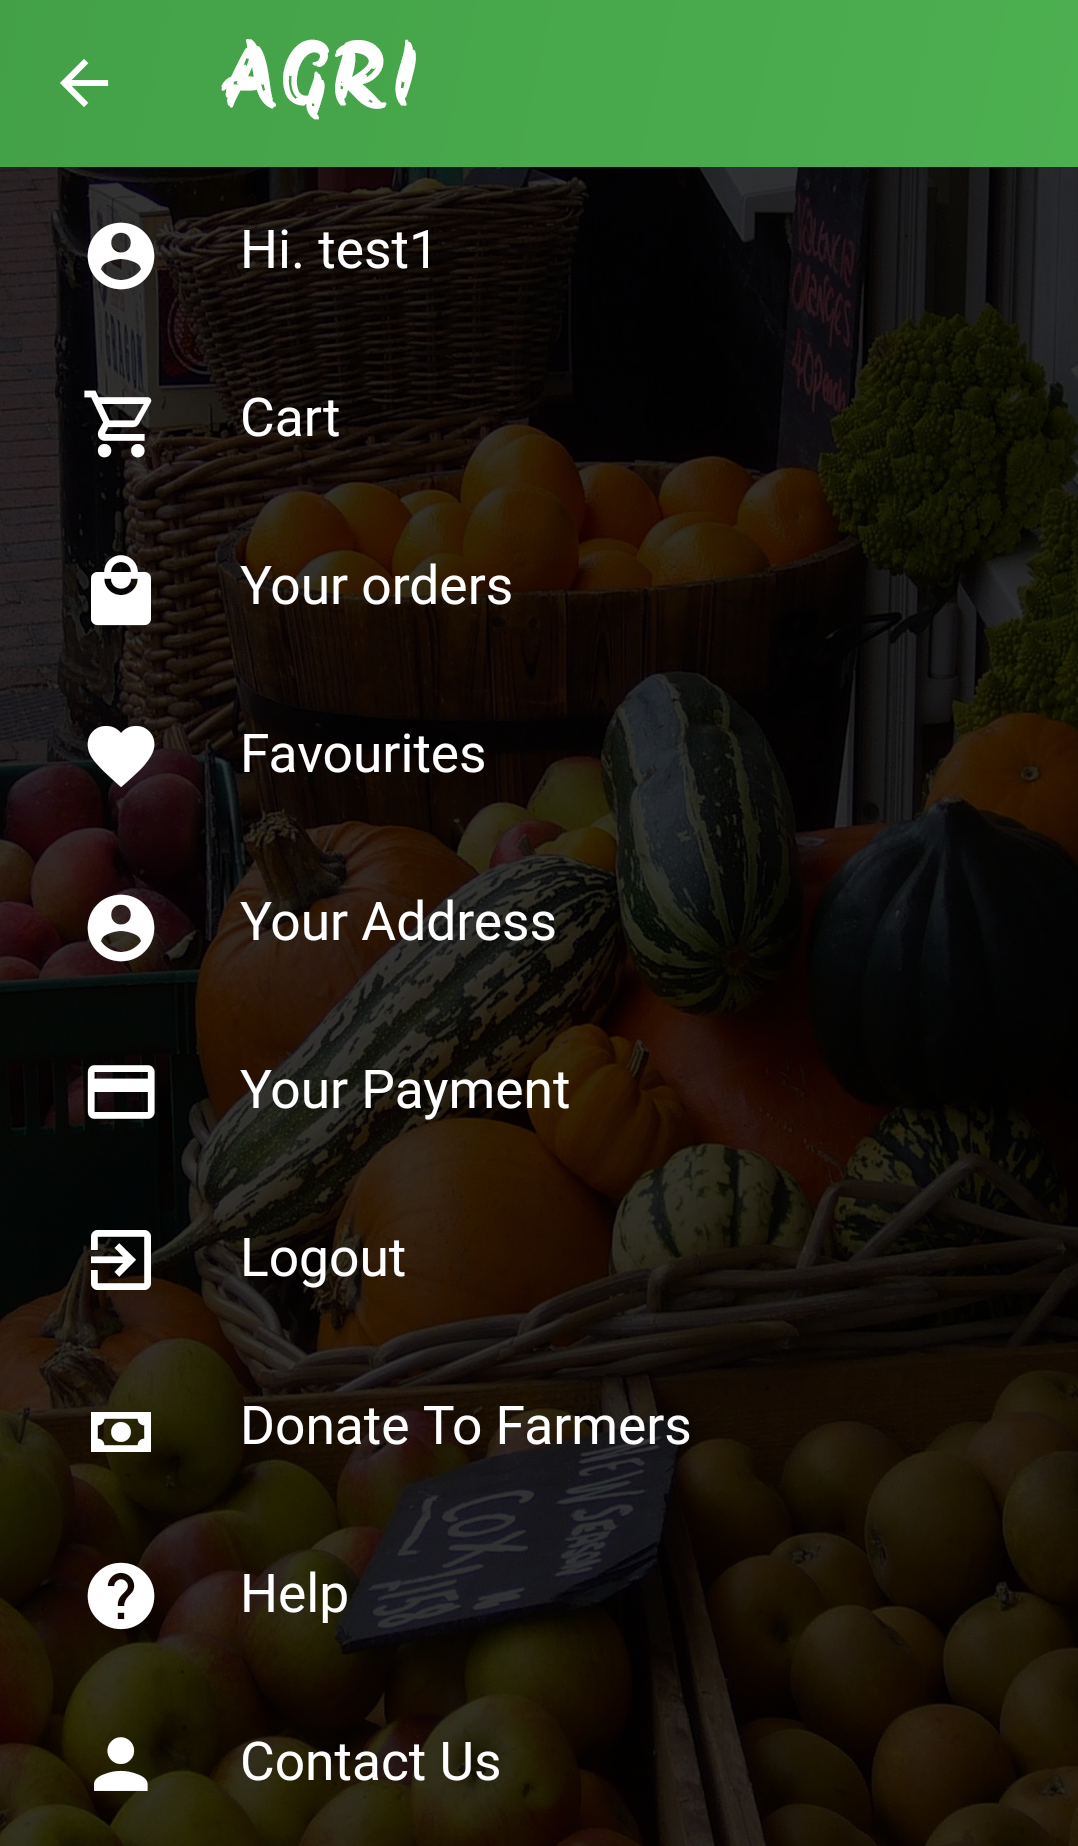 AGRI
Hi. test1
Cart
Your orders
Favourites
Your Address
Your Payment
Logout
Donate To Farmers
Help
Contact Us